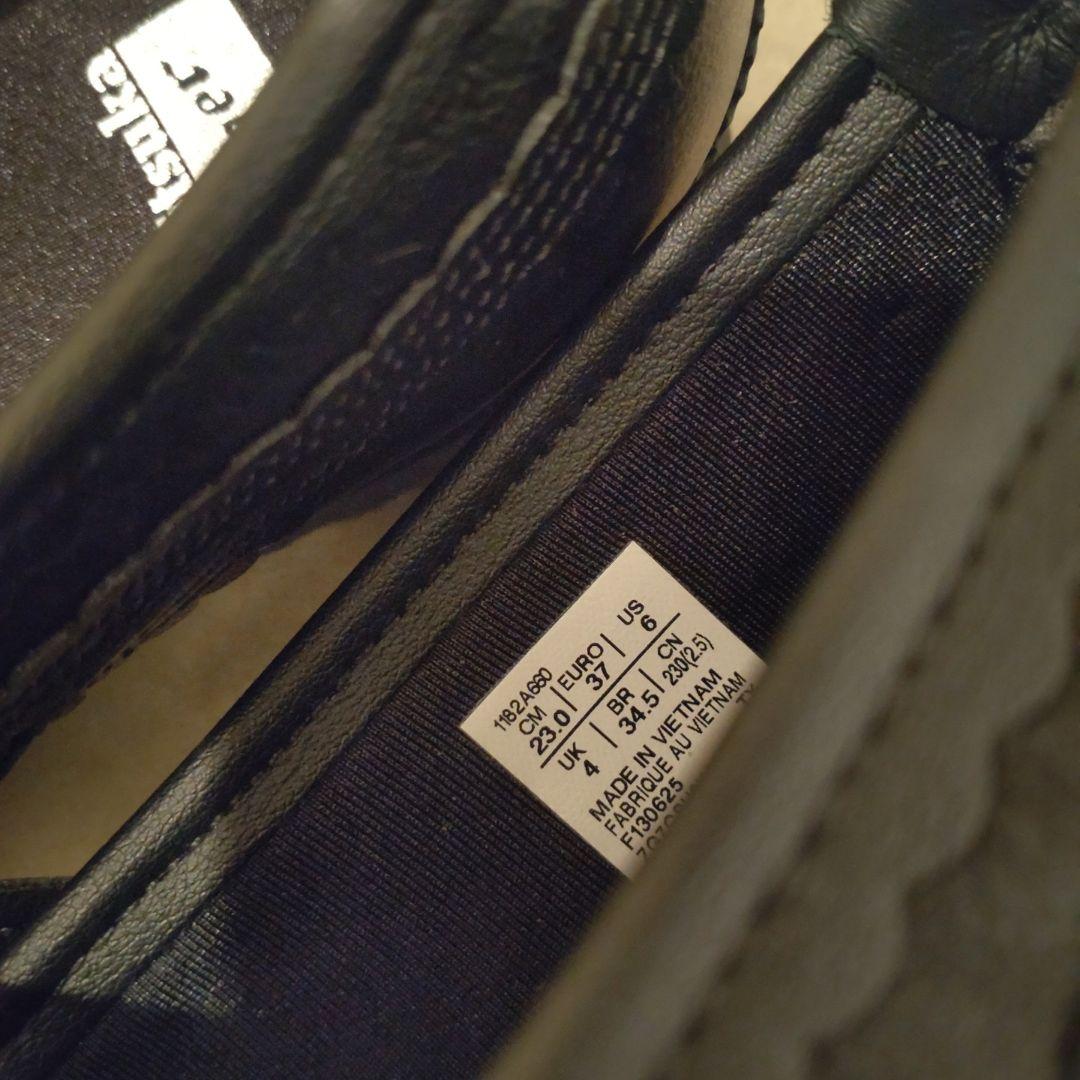 1182A660
CM EURO US
23.0 37 6
UK BR CN
4 34.5 230(2.5)
MADE IN VIETNAM
FABRIQUE AU VIETNAM
F130625